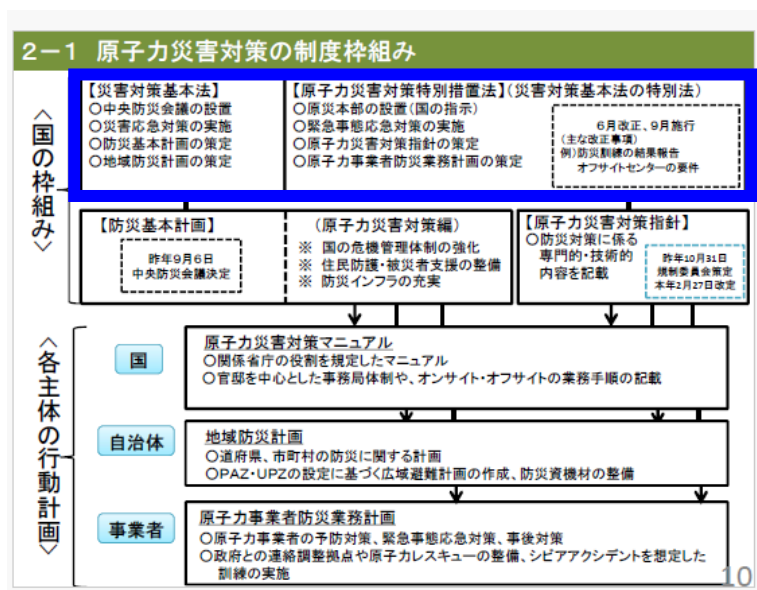 2－1 原子力災害対策の制度枠組み
＜国の枠組み＞
【災害対策基本法】
○中央防災会議の設置
○災害応急対策の実施
○防災基本計画の策定
○地域防災計画の策定
【原子力災害対策特別措置法】(災害対策基本法の特別法)
○原災本部の設置(国の指示)
○緊急事態応急対策の実施
○原子力災害対策指針の策定
○原子力事業者防災業務計画の策定
6月改正、9月施行
(主な改正事項)
例)防災訓練の結果報告
オフサイトセンターの要件
【防災基本計画】
昨年9月6日
中央防災会議決定
(原子力災害対策編)
※ 国の危機管理体制の強化
※ 住民防護・被災者支援の整備
※ 防災インフラの充実
【原子力災害対策指針】
○防災対策に係る
専門的・技術的
内容を記載
昨年10月31日
規制委員会策定
本年2月27日改定
＜各主体の行動計画＞
国
原子力災害対策マニュアル
○関係省庁の役割を規定したマニュアル
○官邸を中心とした事務局体制や、オンサイト・オフサイトの業務手順の記載
自治体
地域防災計画
○道府県、市町村の防災に関する計画
○PAZ・UPZの設定に基づく広域避難計画の作成、防災資機材の整備
事業者
原子力事業者防災業務計画
○原子力事業者の予防対策、緊急事態応急対策、事後対策
○政府との連絡調整拠点や原子力レスキューの整備、シビアアクシデントを想定した
訓練の実施
10